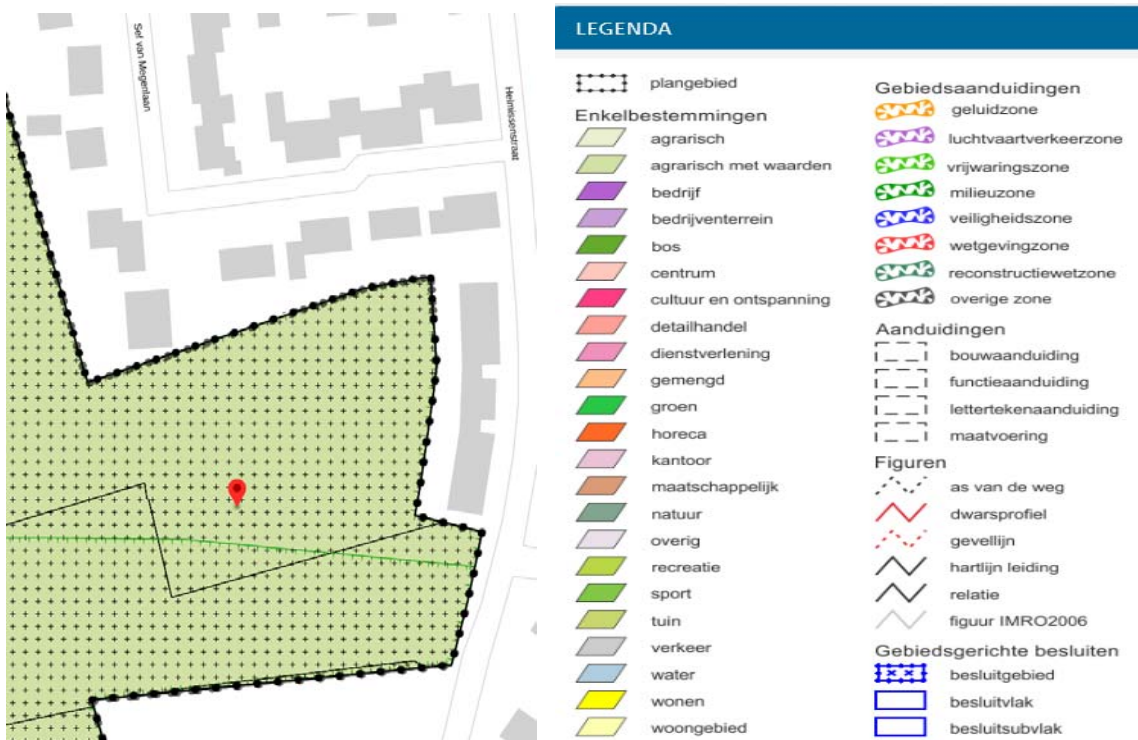 Sef van Megenlaan
Heimissenstraat
LEGENDA
plangebied
Enkelbestemmingen
agrarisch
agrarisch met waarden
bedrijf
bedrijventerrein
bos
centrum
cultuur en ontspanning
detailhandel
dienstverlening
gemengd
groen
horeca
kantoor
maatschappelijk
natuur
overig
recreatie
sport
tuin
verkeer
water
wonen
woongebied
Gebiedsaanduidingen
geluidzone
luchtvaartverkeerzone
vrijwaringszone
milieuzone
veiligheidszone
wetgevingzone
reconstructiewetzone
overige zone
Aanduidingen
bouwaanduiding
functieaanduiding
lettertekenaanduiding
maatvoering
Figuren
as van de weg
dwarsprofiel
gevellijn
hartlijn leiding
relatie
figuur IMRO2006
Gebiedsgerichte besluiten
besluitgebied
besluitvlak
besluitsubvlak